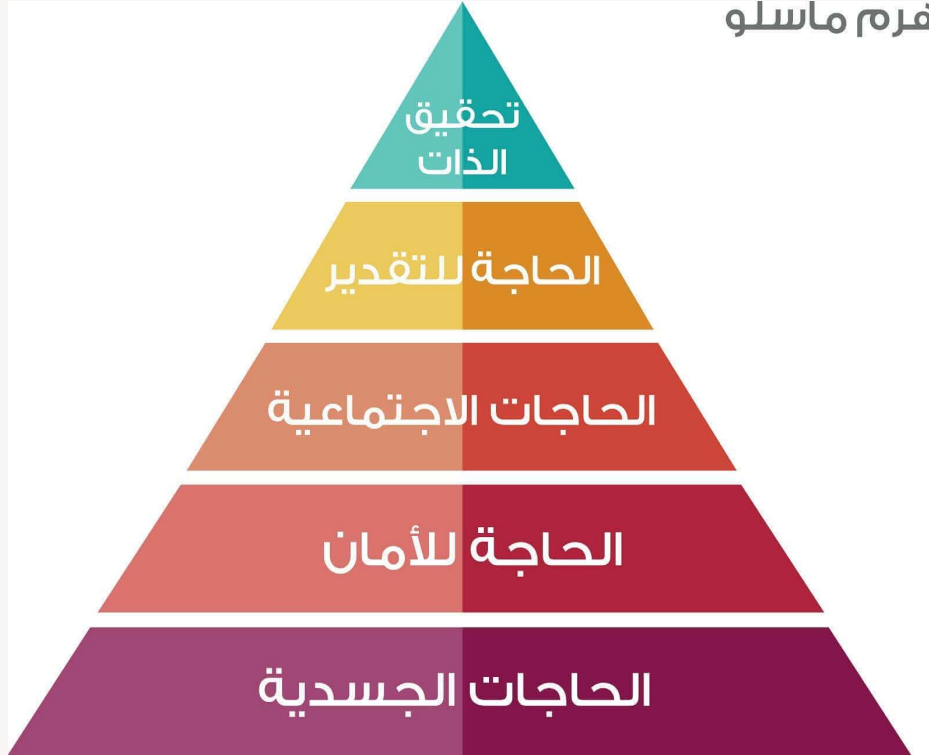 هرم ماسلو
تحقيق
الذات
الحاجة للتقدير
الحاجات الاجتماعية
الحاجة للأمان
الحاجات الجسدية